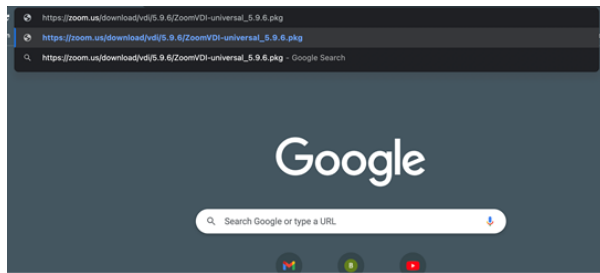 https://zoom.us/download/vdi/5.9.6/ZoomVDI-universal_5.9.6.pkg
https://zoom.us/download/vdi/5.9.6/ZoomVDI-universal_5.9.6.pkg
https://zoom.us/download/vdi/5.9.6/ZoomVDI-universal_5.9.6.pkg - Google Search
Google
Search Google or type a URL
B